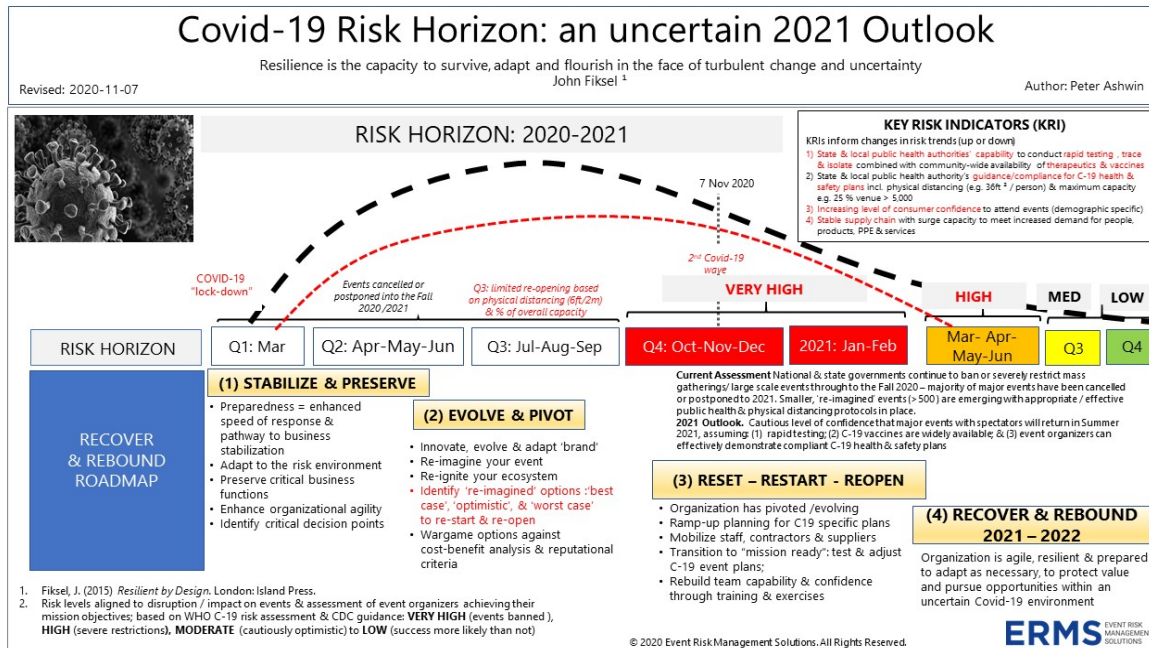 Covid-19 Risk Horizon: an uncertain 2021 Outlook
Resilience is the capacity to survive, adapt and flourish in the face of turbulent change and uncertainty
John Fiksel ¹
Revised: 2020-11-07
Author: Peter Ashwin
RISK HORIZON: 2020-2021
KEY RISK INDICATORS (KRI)
KRIs inform changes in risk trends (up or down)
1) State & local public health authorities' capability to conduct rapid testing , trace
& isolate combined with community-wide availability of therapeutics & vaccines
2) State & local public health authority's guidance/compliance for C-19 health &
safety plans incl. physical distancing (e.g. 36ft ² / person) & maximum capacity
e.g. 25 % venue > 5,000
3) Increasing level of consumer confidence to attend events (demographic specific)
4) Stable supply chain with surge capacity to meet increased demand for people,
products, PPE & services
7 Nov 2020
2nd Covid-19
wave
COVID-19
"lock-down"
Events cancelled or
postponed into the Fall
2020/2021
Q3: limited re-opening based
on physical distancing (6ft/2m)
& % of overall capacity
VERY HIGH
HIGH
MED
LOW
RISK HORIZON
Q1: Mar
Q2: Apr-May-Jun
Q3: Jul-Aug-Sep
Q4: Oct-Nov-Dec
2021: Jan-Feb
Mar- Apr-
May-Jun
Q3
Q4
RECOVER
& REBOUND
ROADMAP
(1) STABILIZE & PRESERVE
• Preparedness = enhanced
speed of response &
pathway to business
stabilization
• Adapt to the risk environment
• Preserve critical business
functions
• Enhance organizational agility
• Identify critical decision points
(2) EVOLVE & PIVOT
• Innovate, evolve & adapt 'brand'
• Re-imagine your event
• Re-ignite your ecosystem
• Identify 're-imagined' options :'best
case', 'optimistic', & 'worst case'
to re-start & re-open
• Wargame options against
cost-benefit analysis & reputational
criteria
Current Assessment National & state governments continue to ban or severely restrict mass
gatherings/ large scale events through to the Fall 2020 – majority of major events have been cancelled
or postponed to 2021. Smaller, 're-imagined' events (> 500 ) are emerging with appropriate / effective
public health & physical distancing protocols in place.
2021 Outlook. Cautious level of confidence that major events with spectators will return in Summer
2021, assuming: (1) rapid testing; (2) C-19 vaccines are widely available; & (3) event organizers can
effectively demonstrate compliant C-19 health & safety plans
(3) RESET – RESTART - REOPEN
• Organization has pivoted /evolving
• Ramp-up planning for C19 specific plans
• Mobilize staff, contractors & suppliers
• Transition to "mission ready": test & adjust
C-19 event plans;
• Rebuild team capability & confidence
through training & exercises
(4) RECOVER & REBOUND
2021 – 2022
Organization is agile, resilient & prepared
to adapt as necessary, to protect value
and pursue opportunities within an
uncertain Covid-19 environment
1. Fiksel, J. (2015) Resilient by Design. London: Island Press.
2. Risk levels aligned to disruption / impact on events & assessment of event organizers achieving their
mission objectives; based on WHO C-19 risk assessment & CDC guidance: VERY HIGH (events banned ),
HIGH (severe restrictions), MODERATE (cautiously optimistic) to LOW (success more likely than not)
© 2020 Event Risk Management Solutions. All Rights Reserved.
ERMS
EVENT RISK
MANAGEMENT
SOLUTIONS